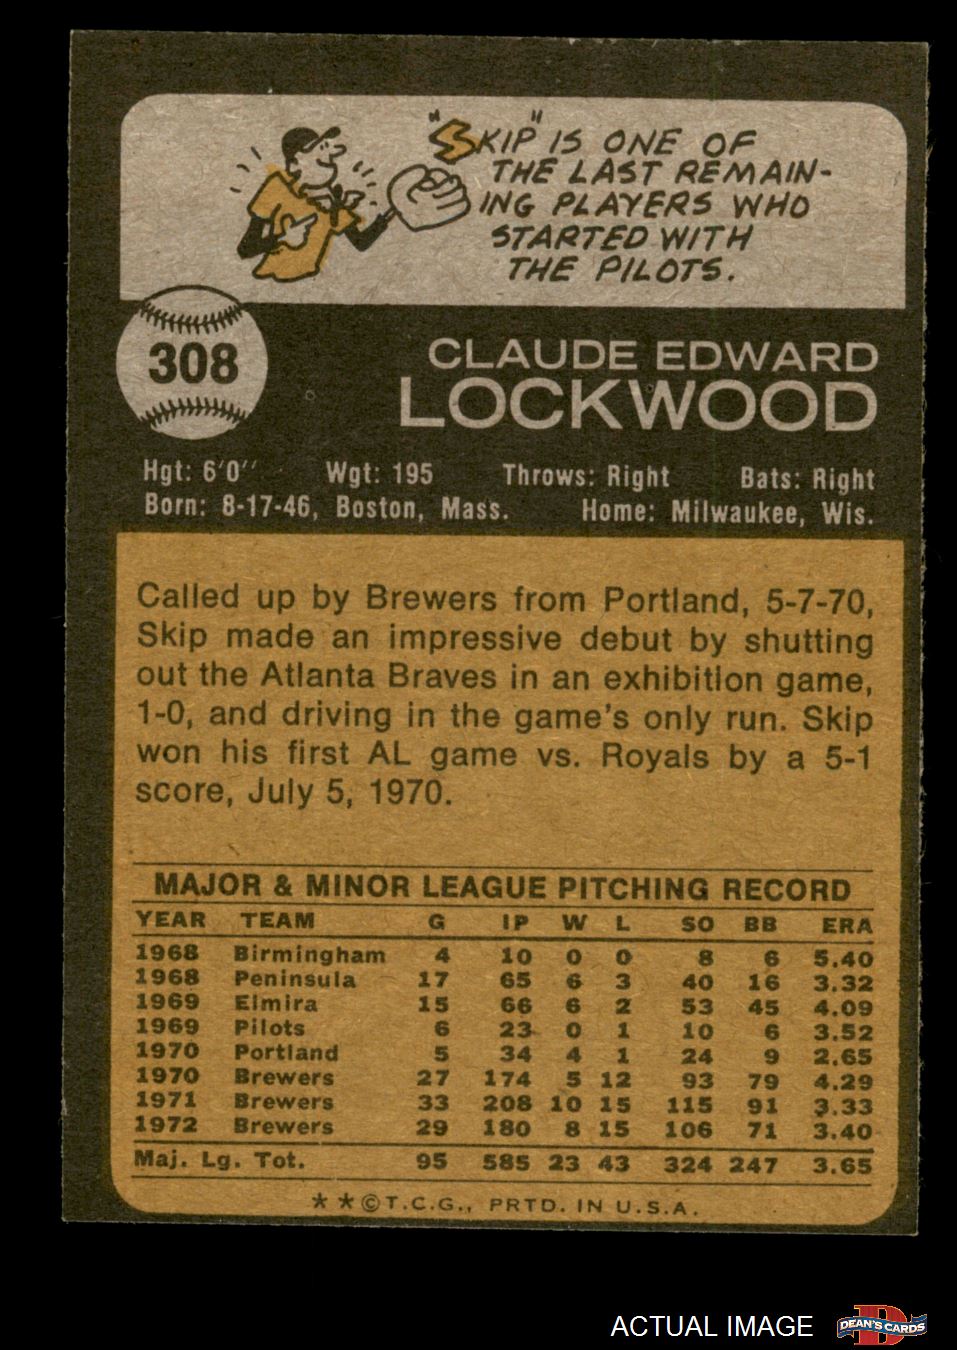 "SKIP" IS ONE OF
THE LAST REMAIN-
ING PLAYERS WHO
STARTED WITH
THE PILOTS.
308
CLAUDE EDWARD
LOCKWOOD
Hgt: 6'0'' Wgt: 195 Throws: Right Bats: Right
Born: 8-17-46, Boston, Mass. Home: Milwaukee, Wis.
Called up by Brewers from Portland, 5-7-70,
Skip made an impressive debut by shutting
out the Atlanta Braves in an exhibition game,
1-0, and driving in the game's only run. Skip
won his first AL game vs. Royals by a 5-1
score, July 5, 1970.
MAJOR & MINOR LEAGUE PITCHING RECORD
YEAR TEAM G IP W L SO BB ERA
1968 Birmingham 4 10 0 0 8 6 5.40
1968 Peninsula 17 65 6 3 40 16 3.32
1969 Elmira 15 66 6 2 53 45 4.09
1969 Pilots 6 23 0 1 10 6 3.52
1970 Portland 5 34 4 1 24 9 2.65
1970 Brewers 27 174 5 12 93 79 4.29
1971 Brewers 33 208 10 15 115 91 3.33
1972 Brewers 29 180 8 15 106 71 3.40
Maj. Lg. Tot. 95 585 23 43 324 247 3.65
* * © T.C.G., PRTD. IN U.S.A.
ACTUAL IMAGE
D
DEAN'S CARDS